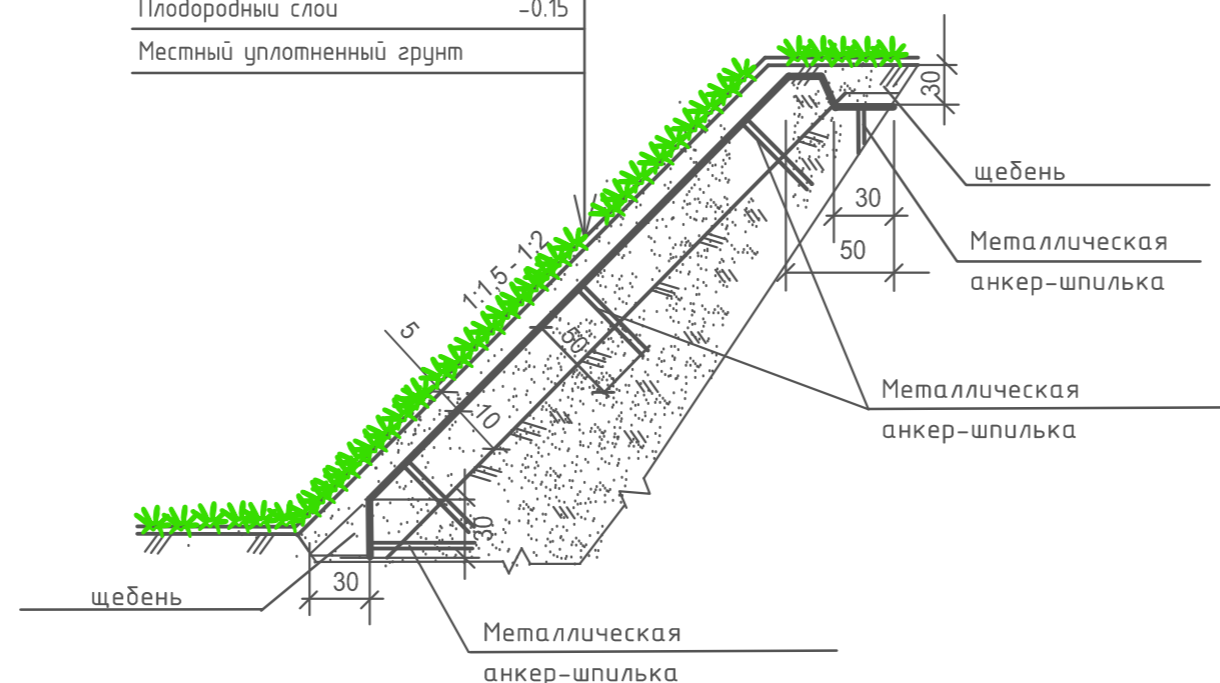 Плодородный слой -0.15
Местный уплотненный грунт
30
щебень
30
Металлическая
анкер-шпилька
50
1:1,5 - 1:2
5
50
10
Металлическая
анкер-шпилька
30
30
щебень
Металлическая
анкер-шпилька